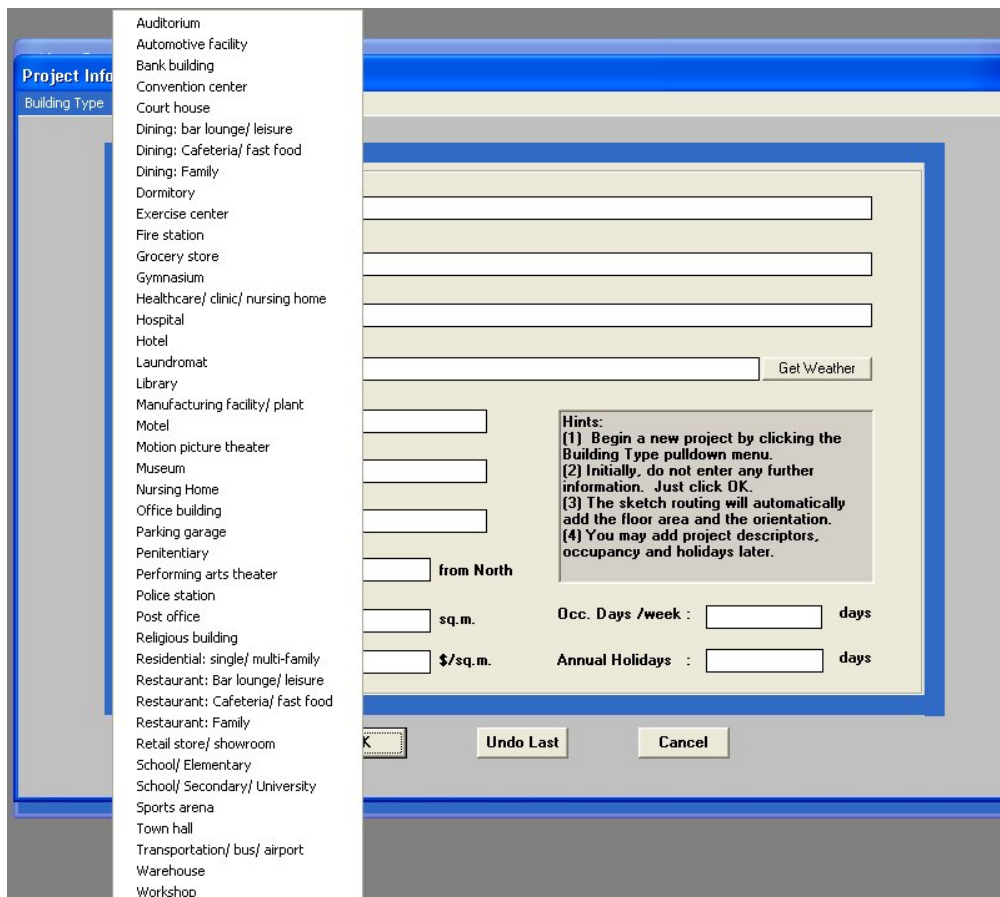 Project Info
Building Type
Auditorium
Automotive facility
Bank building
Convention center
Court house
Dining: bar lounge/ leisure
Dining: Cafeteria/ fast food
Dining: Family
Dormitory
Exercise center
Fire station
Grocery store
Gymnasium
Healthcare/ clinic/ nursing home
Hospital
Hotel
Laundromat
Library
Manufacturing facility/ plant
Motel
Motion picture theater
Museum
Nursing Home
Office building
Parking garage
Penitentiary
Performing arts theater
Police station
Post office
Religious building
Residential: single/ multi-family
Restaurant: Bar lounge/ leisure
Restaurant: Cafeteria/ fast food
Restaurant: Family
Retail store/ showroom
School/ Elementary
School/ Secondary/ University
Sports arena
Town hall
Transportation/ bus/ airport
Warehouse
Workshop
Get Weather
Hints:
(1) Begin a new project by clicking the
Building Type pulldown menu.
(2) Initially, do not enter any further
information. Just click OK.
(3) The sketch routing will automatically
add the floor area and the orientation.
(4) You may add project descriptors,
occupancy and holidays later.
from North
sq.m.
Occ. Days /week : days
$/sq.m.
Annual Holidays : days
K
Undo Last
Cancel